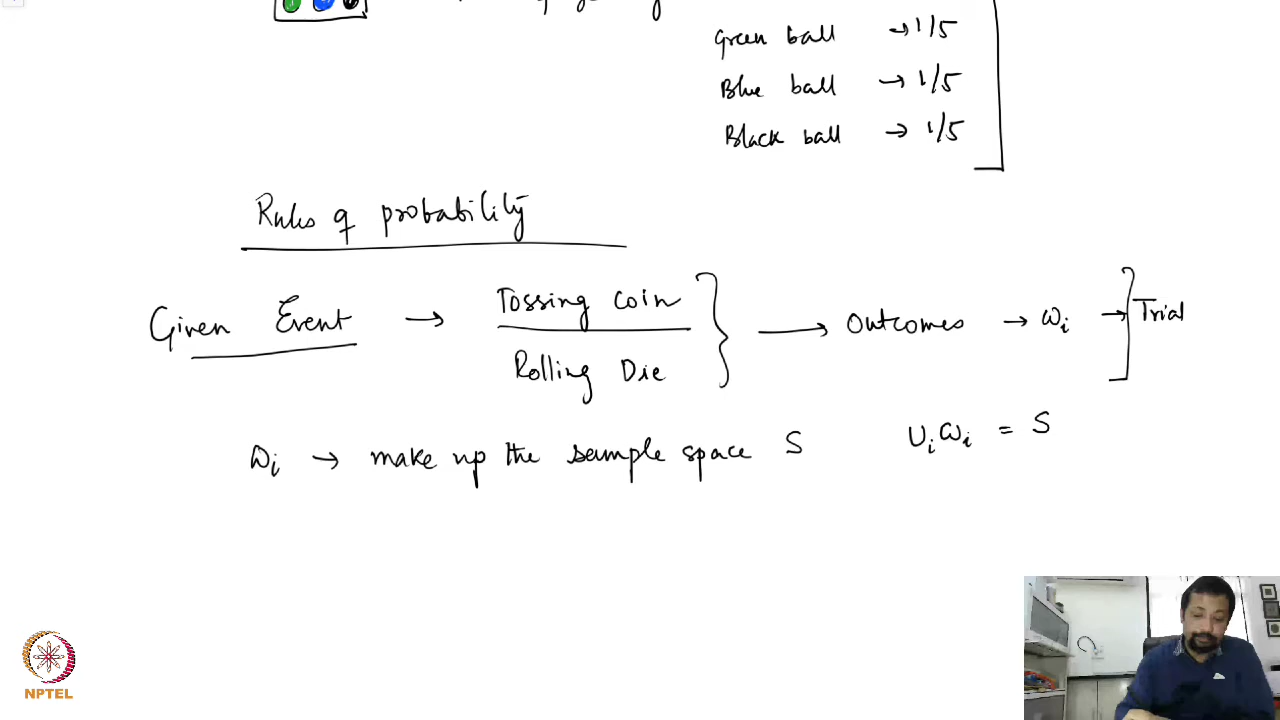 Green ball → 1/5
Blue ball → 1/5
Black ball → 1/5
Rules of probability
Given Event → Tossing coin
Rolling Die
→ Outcomes → ωi → Trial
ωi → make up the sample space S
∪i ωi = S
NPTEL